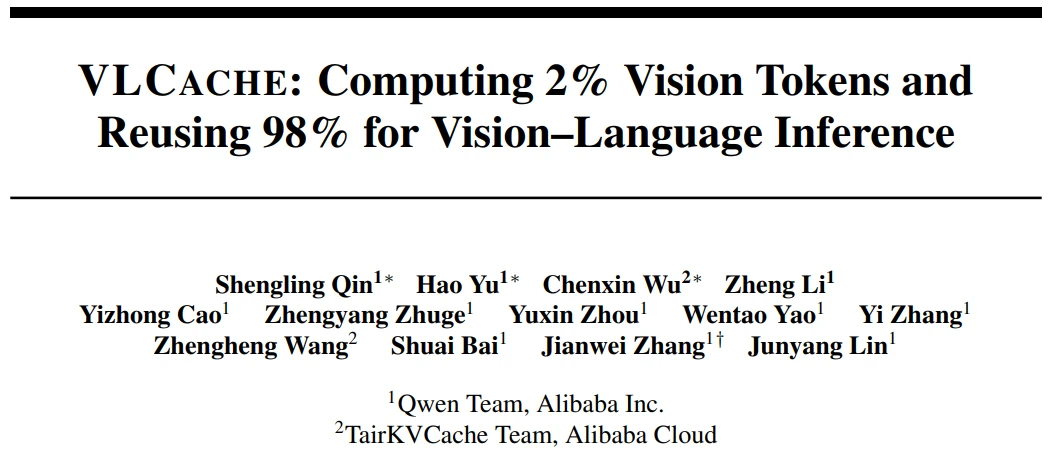 VLCACHE: Computing 2% Vision Tokens and
Reusing 98% for Vision–Language Inference
Shengling Qin¹* Hao Yu¹* Chenxin Wu²* Zheng Li¹
Yizhong Cao¹ Zhengyang Zhuge¹ Yuxin Zhou¹ Wentao Yao¹ Yi Zhang¹
Zhengheng Wang² Shuai Bai¹ Jianwei Zhang¹† Junyang Lin¹
¹Qwen Team, Alibaba Inc.
²TairKVCache Team, Alibaba Cloud